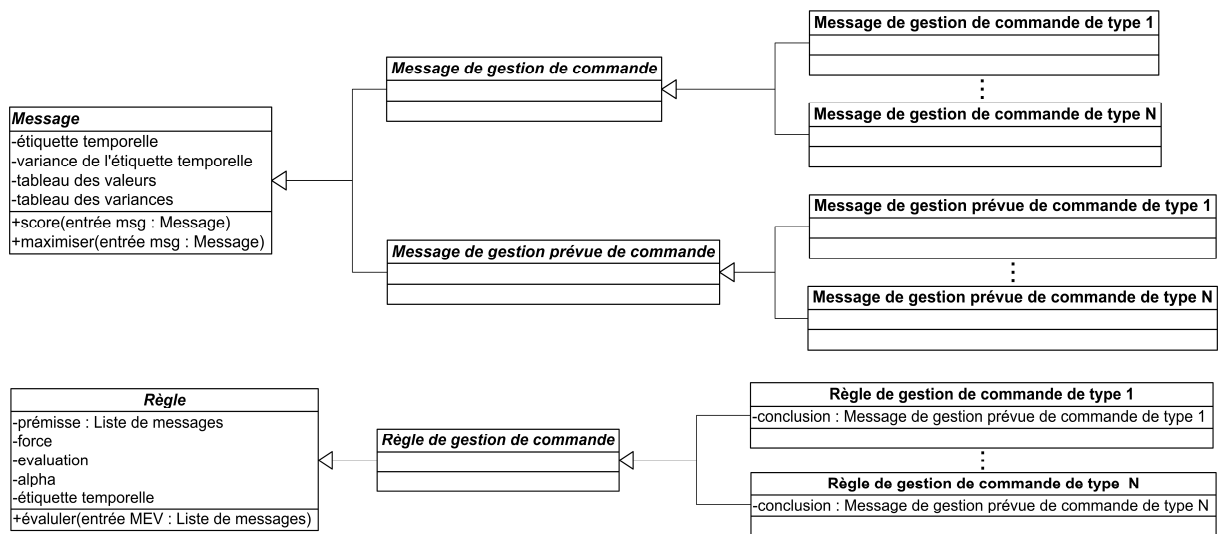 Message
-étiquette temporelle
-variance de l'étiquette temporelle
-tableau des valeurs
-tableau des variances
+score(entrée msg : Message)
+maximiser(entrée msg : Message)
Message de gestion de commande
Message de gestion de commande de type 1
Message de gestion de commande de type N
Message de gestion prévue de commande
Message de gestion prévue de commande de type 1
Message de gestion prévue de commande de type N
Règle
-prémisse : Liste de messages
-force
-evaluation
-alpha
-étiquette temporelle
+évaluler(entrée MEV : Liste de messages)
Règle de gestion de commande
Règle de gestion de commande de type 1
-conclusion : Message de gestion prévue de commande de type 1
Règle de gestion de commande de type N
-conclusion : Message de gestion prévue de commande de type N